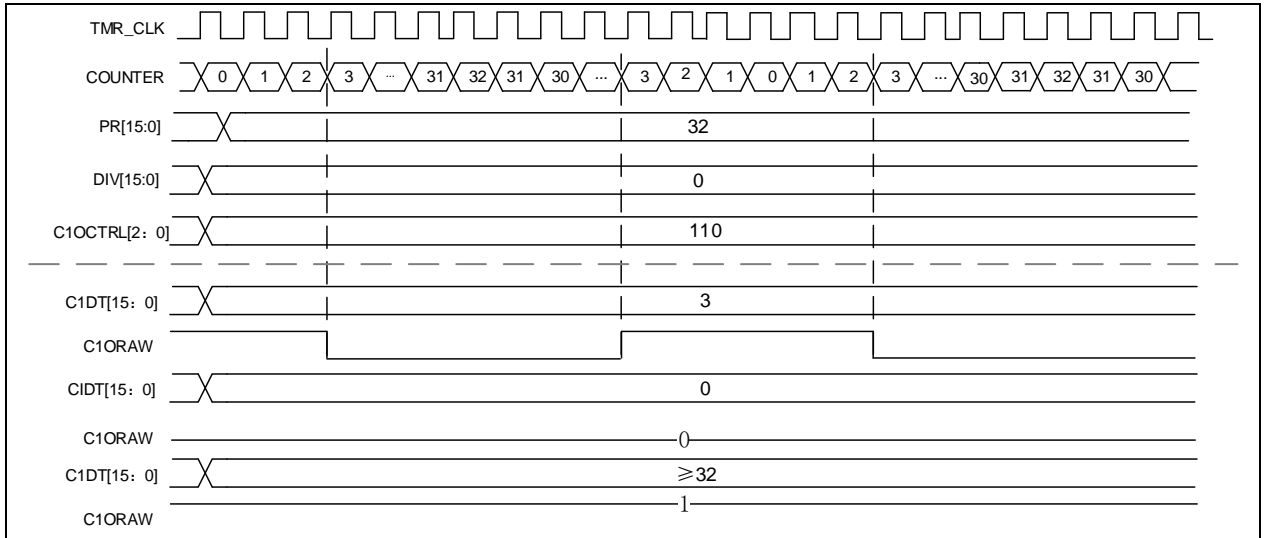 TMR_CLK
COUNTER 0 1 2 3 ... 31 32 31 30 ... 3 2 1 0 1 2 3 ... 30 31 32 31 30
PR[15:0] 32
DIV[15:0] 0
C1OCTRL[2：0] 110
C1DT[15：0] 3
C1ORAW
CIDT[15：0] 0
C1ORAW 0
C1DT[15：0] ≥32
C1ORAW 1